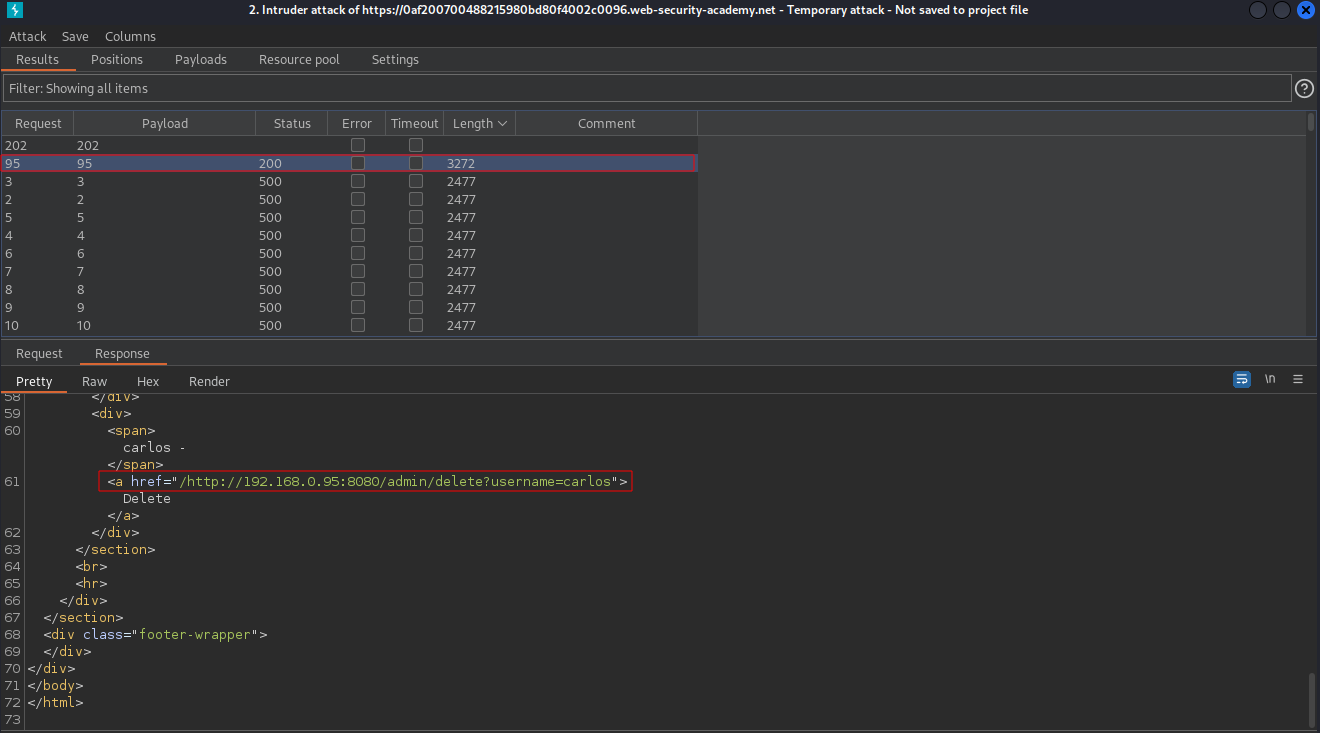 2. Intruder attack of https://0af200700488215980bd80f4002c0096.web-security-academy.net - Temporary attack - Not saved to project file
Attack Save Columns
Results Positions Payloads Resource pool Settings
Filter: Showing all items
Request Payload Status Error Timeout Length Comment
202 202
95 95 200 3272
3 3 500 2477
2 2 500 2477
5 5 500 2477
4 4 500 2477
6 6 500 2477
7 7 500 2477
8 8 500 2477
9 9 500 2477
10 10 500 2477
Request Response
Pretty Raw Hex Render \n
58 </div>
59 <div>
60 <span>
carlos -
</span>
61 <a href="/http://192.168.0.95:8080/admin/delete?username=carlos">
Delete
</a>
62 </div>
63 </section>
64 <br>
65 <hr>
66 </div>
67 </section>
68 <div class="footer-wrapper">
69 </div>
70 </div>
71 </body>
72 </html>
73